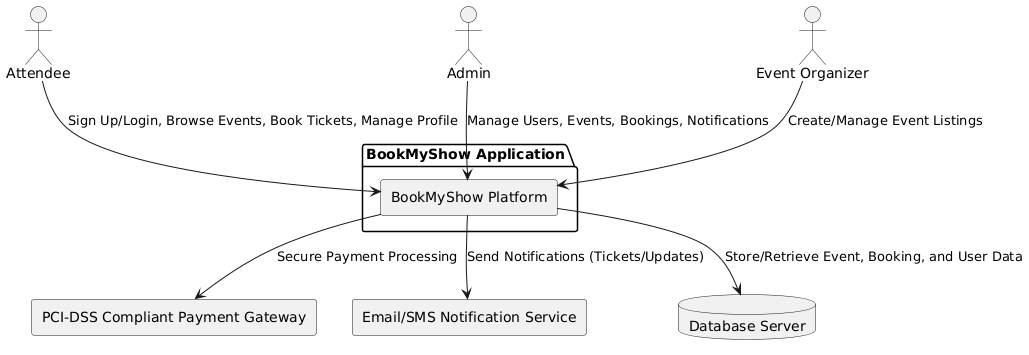 Attendee
Admin
Event Organizer
Sign Up/Login, Browse Events, Book Tickets, Manage Profile
Manage Users, Events, Bookings, Notifications
Create/Manage Event Listings
BookMyShow Application
BookMyShow Platform
Secure Payment Processing
Send Notifications (Tickets/Updates)
Store/Retrieve Event, Booking, and User Data
PCI-DSS Compliant Payment Gateway
Email/SMS Notification Service
Database Server